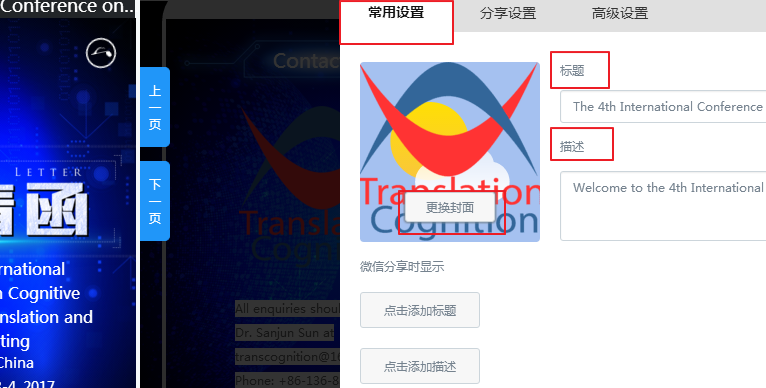 Conference on...
LETTER
请函
rnational
Cognitive
nslation and
ting
China
-4, 2017
上一页
下一页
Contac
All enquiries shou
Dr. Sanjun Sun at
transcognition@1
Phone: +86-136-8
常用设置
分享设置
高级设置
Translation
Cognition
更换封面
微信分享时显示
点击添加标题
点击添加描述
标题
The 4th International Conference
描述
Welcome to the 4th International